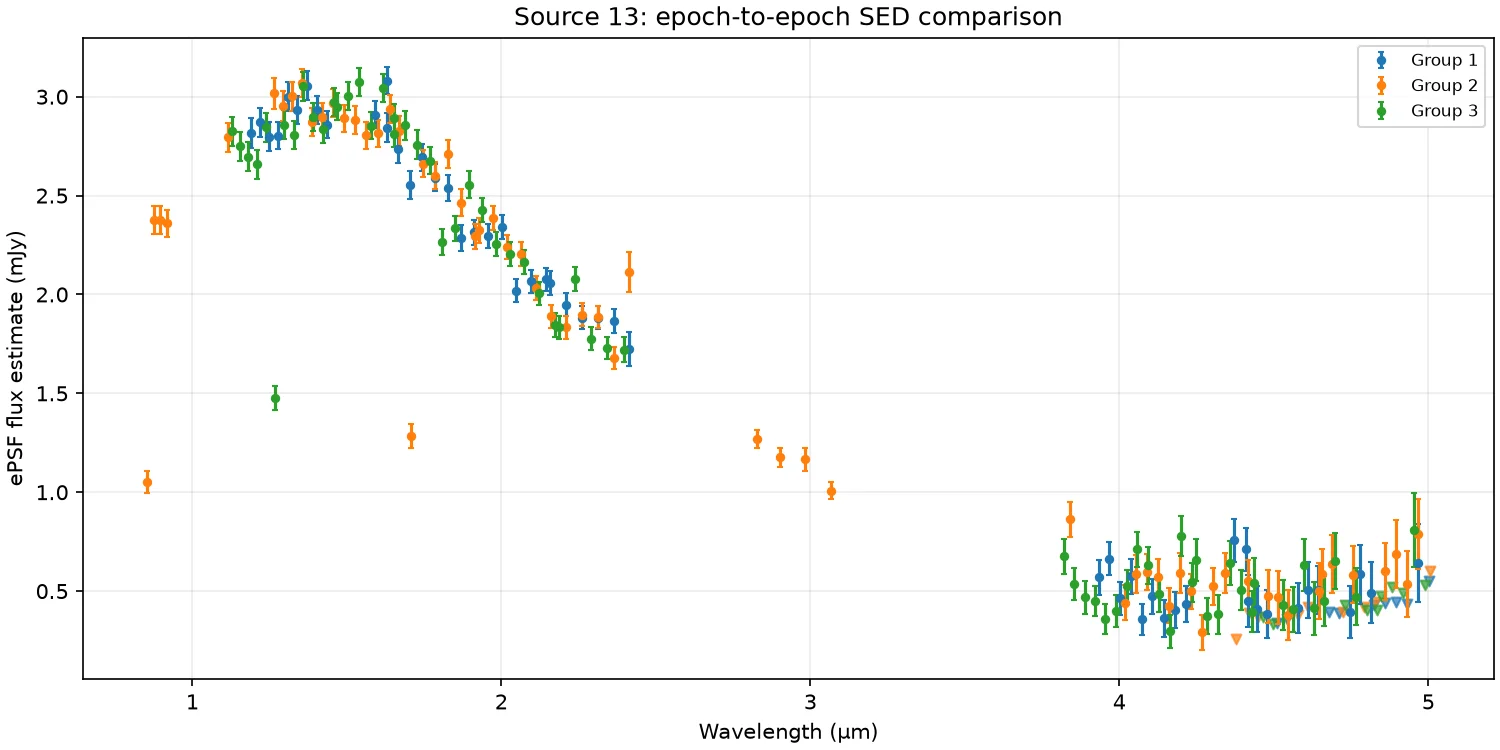 Source 13: epoch-to-epoch SED comparison
ePSF flux estimate (mJy)
3.0
2.5
2.0
1.5
1.0
0.5
1
2
3
4
5
Wavelength (µm)
Group 1
Group 2
Group 3